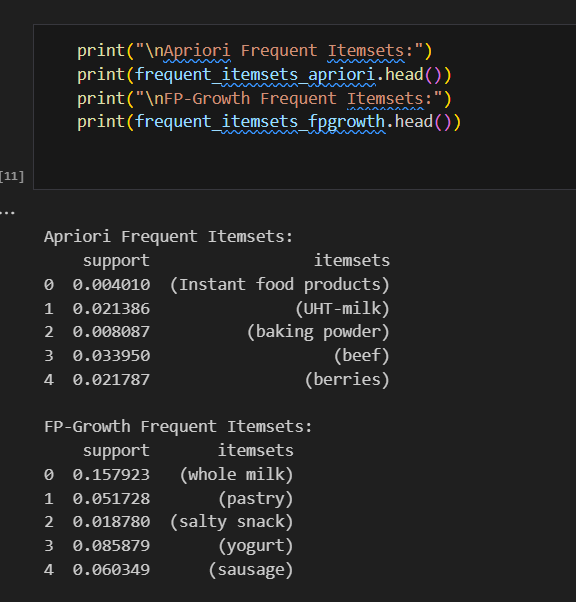 print("\nApriori Frequent Itemsets:")
print(frequent_itemsets_apriori.head())
print("\nFP-Growth Frequent Itemsets:")
print(frequent_itemsets_fpgrowth.head())
[11]
...
Apriori Frequent Itemsets:
support itemsets
0 0.004010 (Instant food products)
1 0.021386 (UHT-milk)
2 0.008087 (baking powder)
3 0.033950 (beef)
4 0.021787 (berries)
FP-Growth Frequent Itemsets:
support itemsets
0 0.157923 (whole milk)
1 0.051728 (pastry)
2 0.018780 (salty snack)
3 0.085879 (yogurt)
4 0.060349 (sausage)